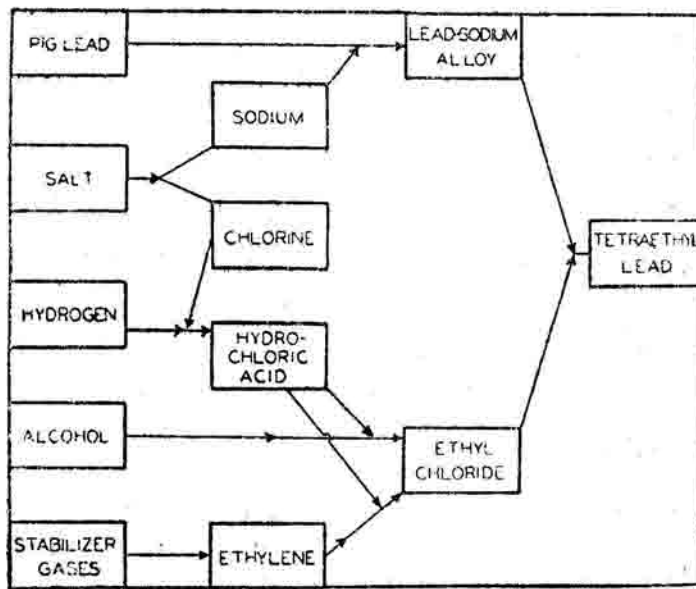 PIG LEAD
LEAD-SODIUM
ALLOY
SODIUM
SALT
CHLORINE
TETRAETHYL
LEAD
HYDROGEN
HYDRO-
CHLORIC
ACID
ALCOHOL
ETHYL
CHLORIDE
STABILIZER
GASES
ETHYLENE